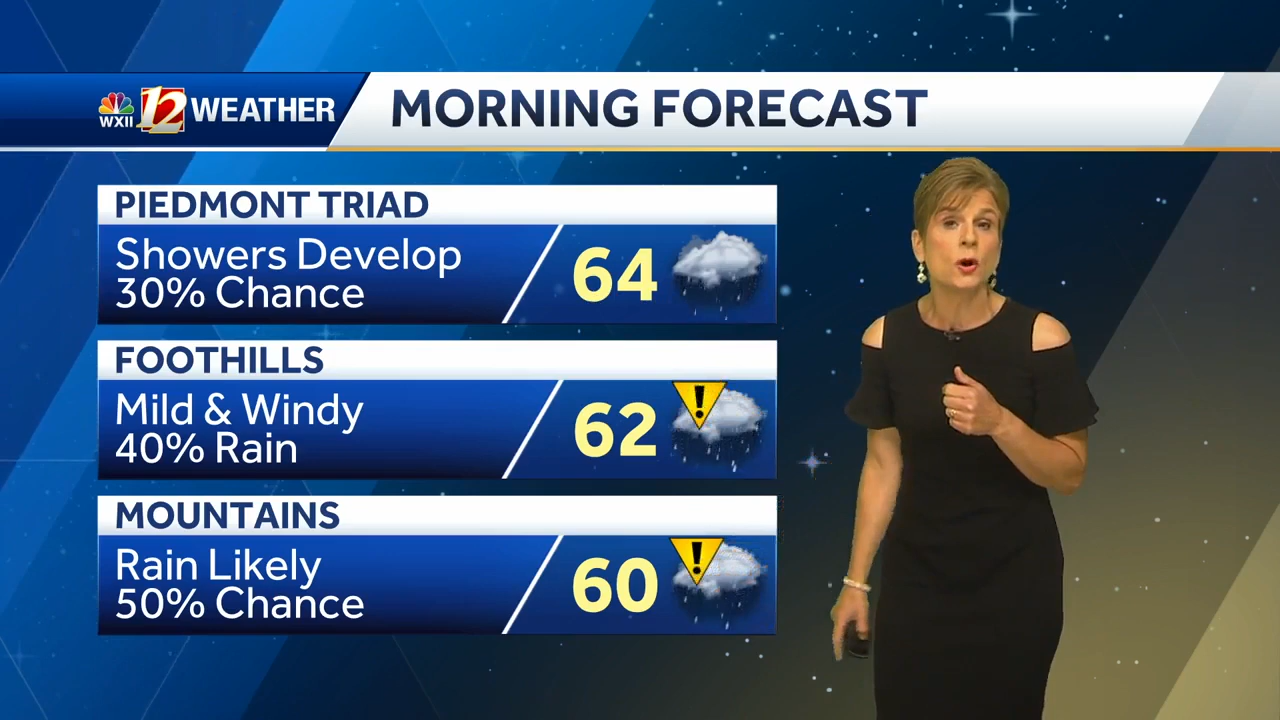 WXII 12 WEATHER
MORNING FORECAST
PIEDMONT TRIAD
Showers Develop
30% Chance
64
FOOTHILLS
Mild & Windy
40% Rain
62
!
MOUNTAINS
Rain Likely
50% Chance
60
!